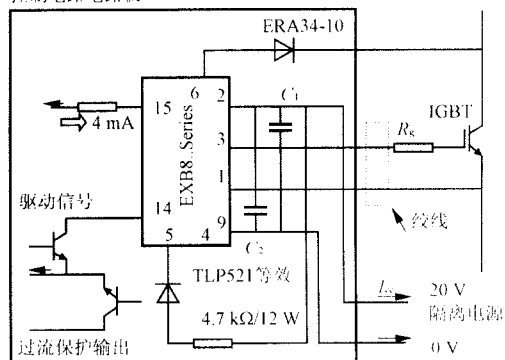 ERA34-10
6
2
C₁
15
4 mA
EXB8..Series
3
IGBT
Rg
1
驱动信号
14
9
5
4
绞线
C₂
TLP521等效
20 V
隔离电源
4.7 kΩ/12 W
过流保护输出
0 V